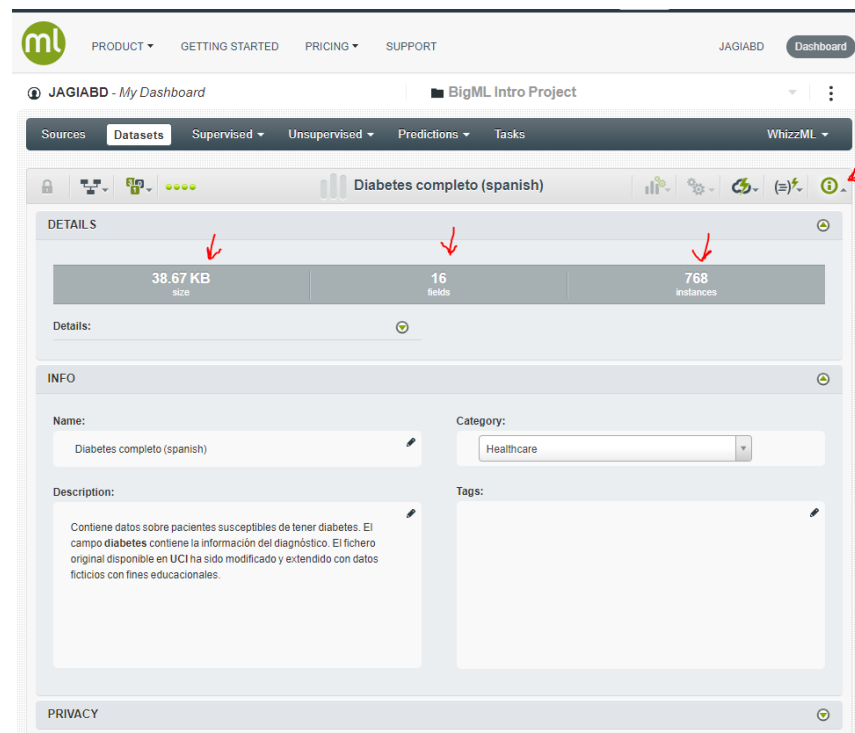 ml
PRODUCT GETTING STARTED PRICING SUPPORT JAGIABD Dashboard
JAGIABD - My Dashboard BigML Intro Project
Sources Datasets Supervised Unsupervised Predictions Tasks WhizzML
Diabetes completo (spanish)
DETAILS
38.67 KB 16 768
size fields instances
Details:
INFO
Name: Category:
Diabetes completo (spanish) Healthcare
Description: Tags:
Contiene datos sobre pacientes susceptibles de tener diabetes. El
campo diabetes contiene la información del diagnóstico. El fichero
original disponible en UCI ha sido modificado y extendido con datos
ficticios con fines educacionales.
PRIVACY